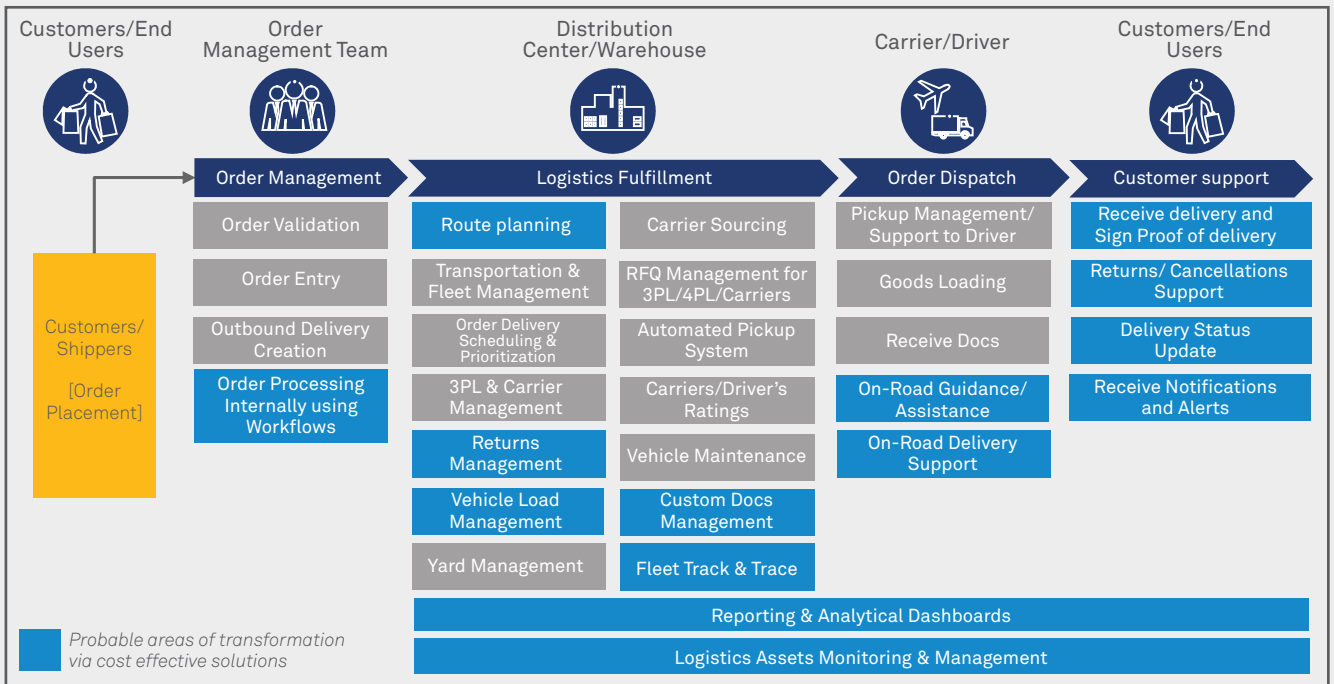 Customers/End
Users
Order
Management Team
Distribution
Center/Warehouse
Carrier/Driver
Customers/End
Users
Order Management
Logistics Fulfillment
Order Dispatch
Customer support
Customers/
Shippers
[Order
Placement]
Order Validation
Order Entry
Outbound Delivery
Creation
Order Processing
Internally using
Workflows
Route planning
Transportation &
Fleet Management
Order Delivery
Scheduling &
Prioritization
3PL & Carrier
Management
Returns
Management
Vehicle Load
Management
Yard Management
Carrier Sourcing
RFQ Management for
3PL/4PL/Carriers
Automated Pickup
System
Carriers/Driver's
Ratings
Vehicle Maintenance
Custom Docs
Management
Fleet Track & Trace
Pickup Management/
Support to Driver
Goods Loading
Receive Docs
On-Road Guidance/
Assistance
On-Road Delivery
Support
Receive delivery and
Sign Proof of delivery
Returns/ Cancellations
Support
Delivery Status
Update
Receive Notifications
and Alerts
Reporting & Analytical Dashboards
Logistics Assets Monitoring & Management
Probable areas of transformation
via cost effective solutions